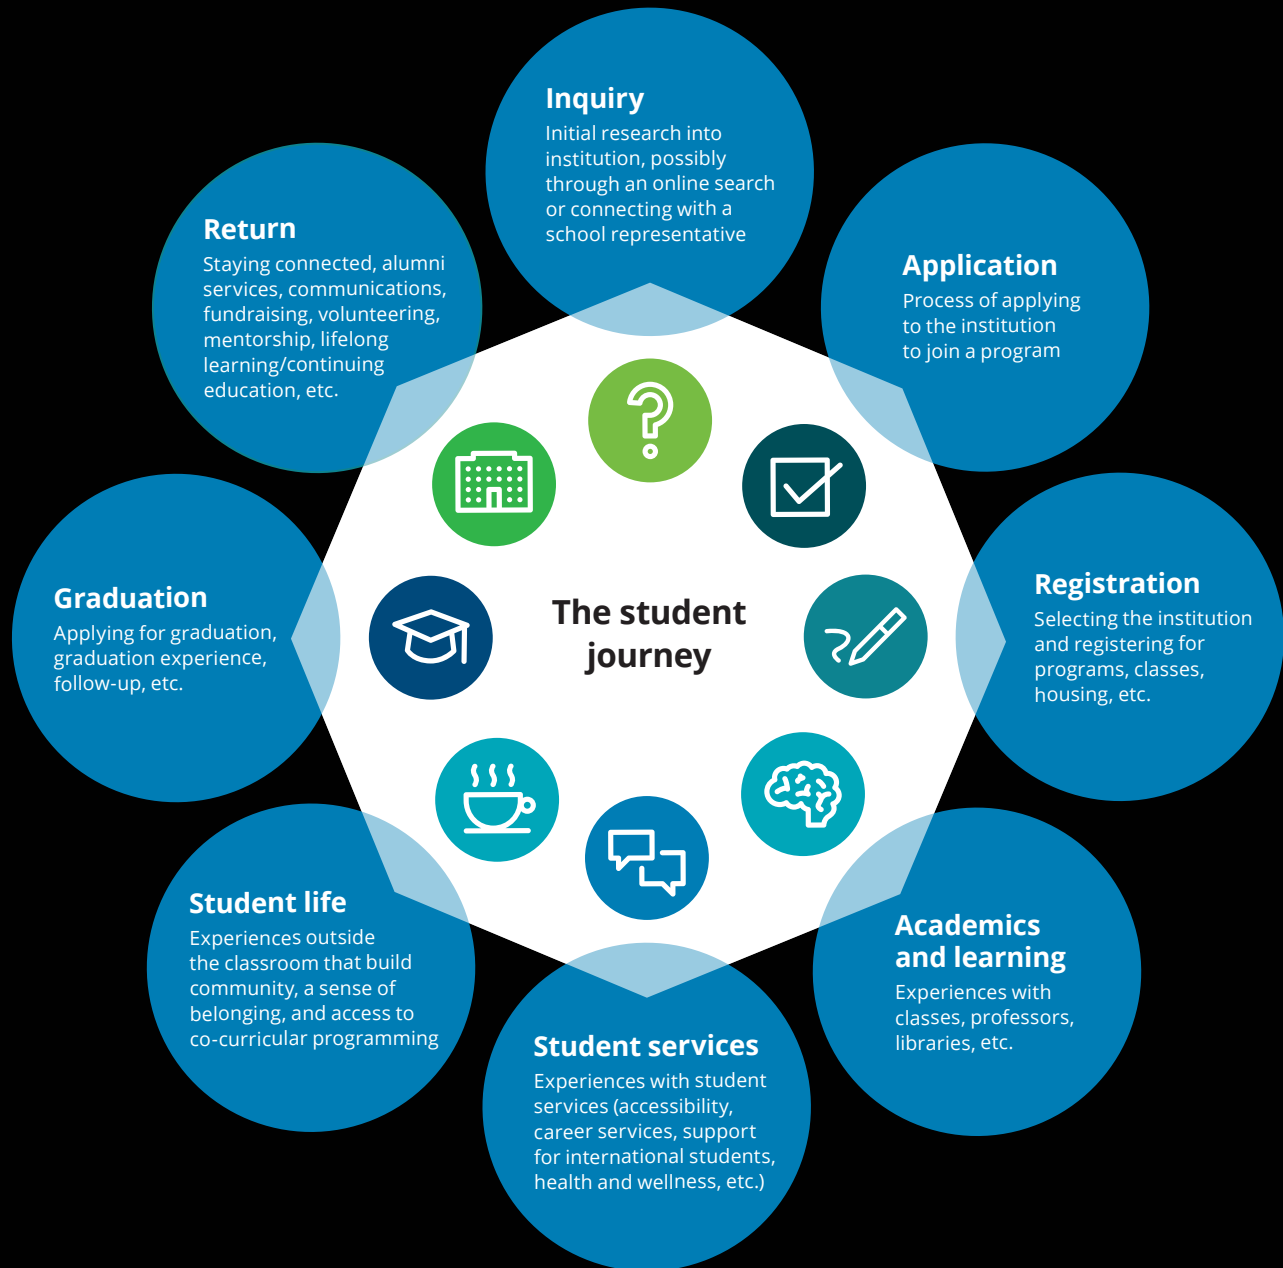 Inquiry
Initial research into
institution, possibly
through an online search
or connecting with a
school representative
Application
Process of applying
to the institution
to join a program
Registration
Selecting the institution
and registering for
programs, classes,
housing, etc.
Academics
and learning
Experiences with
classes, professors,
libraries, etc.
Student services
Experiences with student
services (accessibility,
career services, support
for international students,
health and wellness, etc.)
Student life
Experiences outside
the classroom that build
community, a sense of
belonging, and access to
co-curricular programming
Graduation
Applying for graduation,
graduation experience,
follow-up, etc.
Return
Staying connected, alumni
services, communications,
fundraising, volunteering,
mentorship, lifelong
learning/continuing
education, etc.
The student
journey